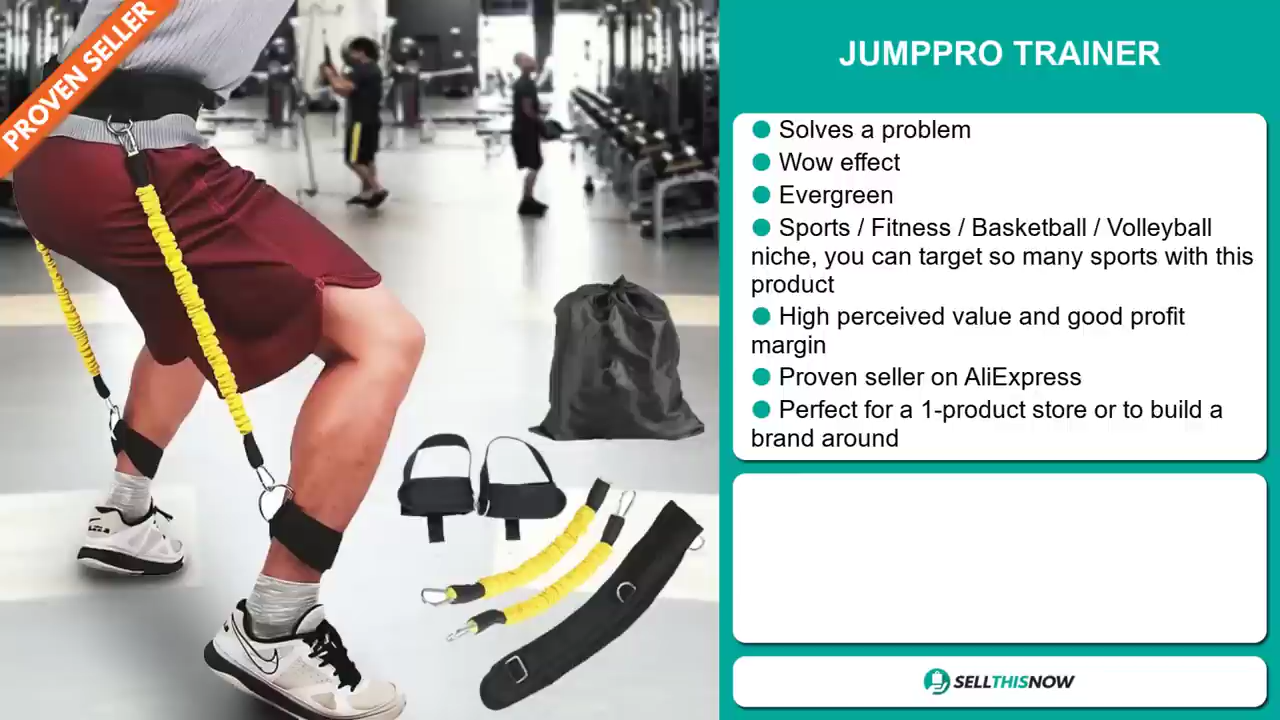 PROVEN SELLER
JUMPPRO TRAINER
● Solves a problem
● Wow effect
● Evergreen
● Sports / Fitness / Basketball / Volleyball
niche, you can target so many sports with this
product
● High perceived value and good profit
margin
● Proven seller on AliExpress
● Perfect for a 1-product store or to build a
brand around
SELLTHISNOW